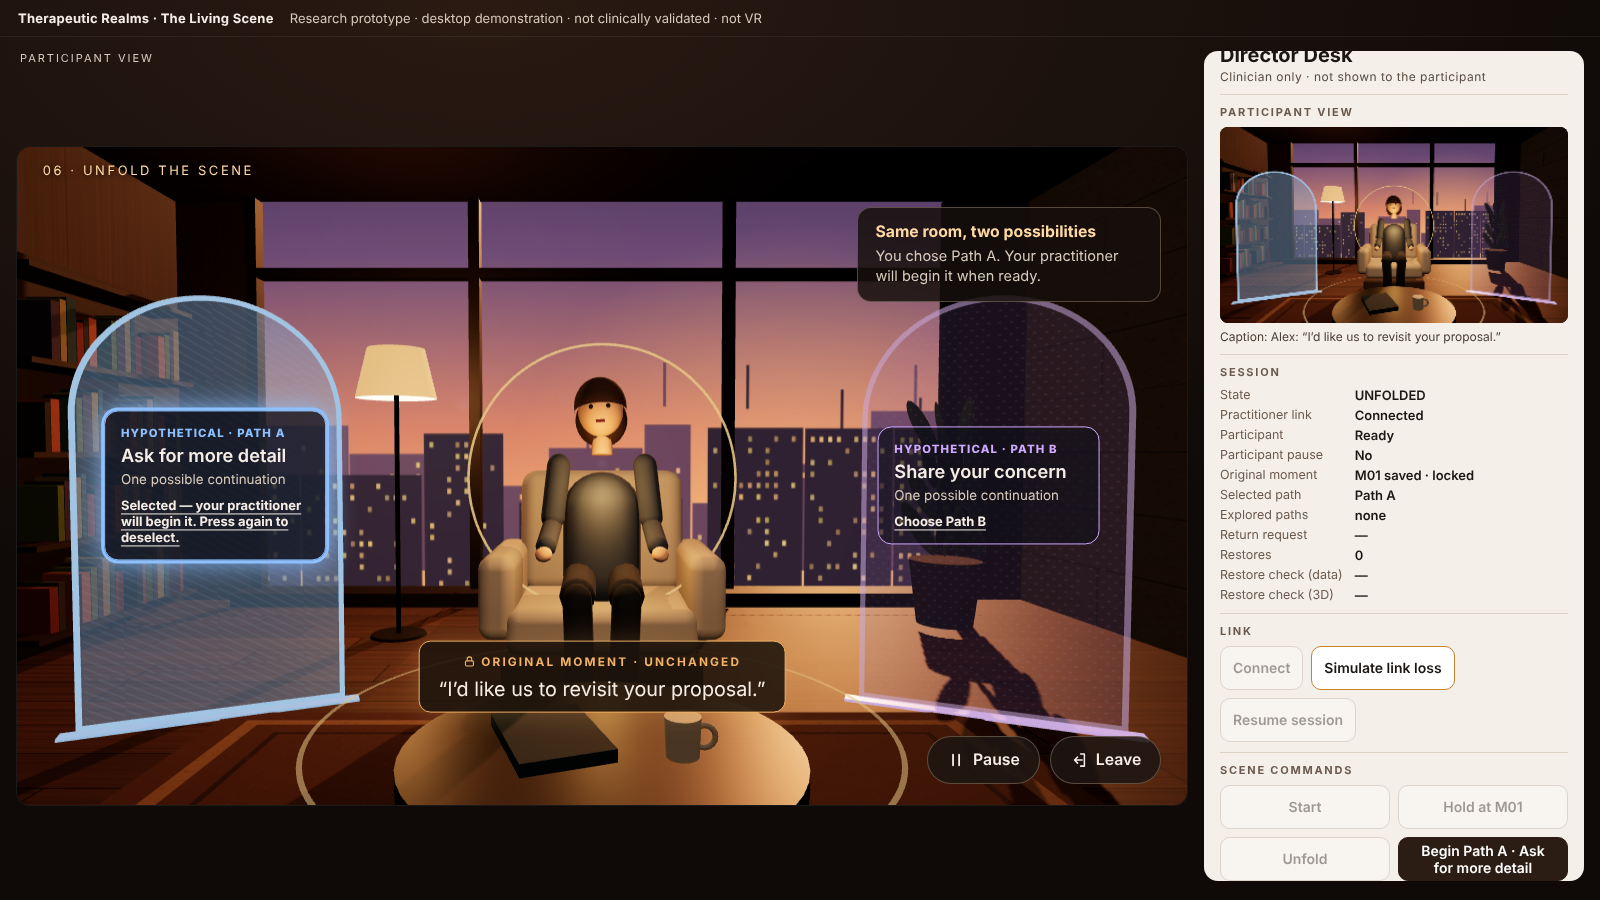 Therapeutic Realms · The Living Scene
Research prototype · desktop demonstration · not clinically validated · not VR
PARTICIPANT VIEW
06 · UNFOLD THE SCENE
Same room, two possibilities
You chose Path A. Your practitioner
will begin it when ready.
HYPOTHETICAL · PATH A
Ask for more detail
One possible continuation
Selected — your practitioner
will begin it. Press again to
deselect.
HYPOTHETICAL · PATH B
Share your concern
One possible continuation
Choose Path B
ORIGINAL MOMENT · UNCHANGED
“I’d like us to revisit your proposal.”
Pause
Leave
Director Desk
Clinician only · not shown to the participant
PARTICIPANT VIEW
Caption: Alex: “I’d like us to revisit your proposal.”
SESSION
State UNFOLDED
Practitioner link Connected
Participant Ready
Participant pause No
Original moment M01 saved · locked
Selected path Path A
Explored paths none
Return request —
Restores 0
Restore check (data) —
Restore check (3D) —
LINK
Connect
Simulate link loss
Resume session
SCENE COMMANDS
Start
Hold at M01
Unfold
Begin Path A · Ask
for more detail